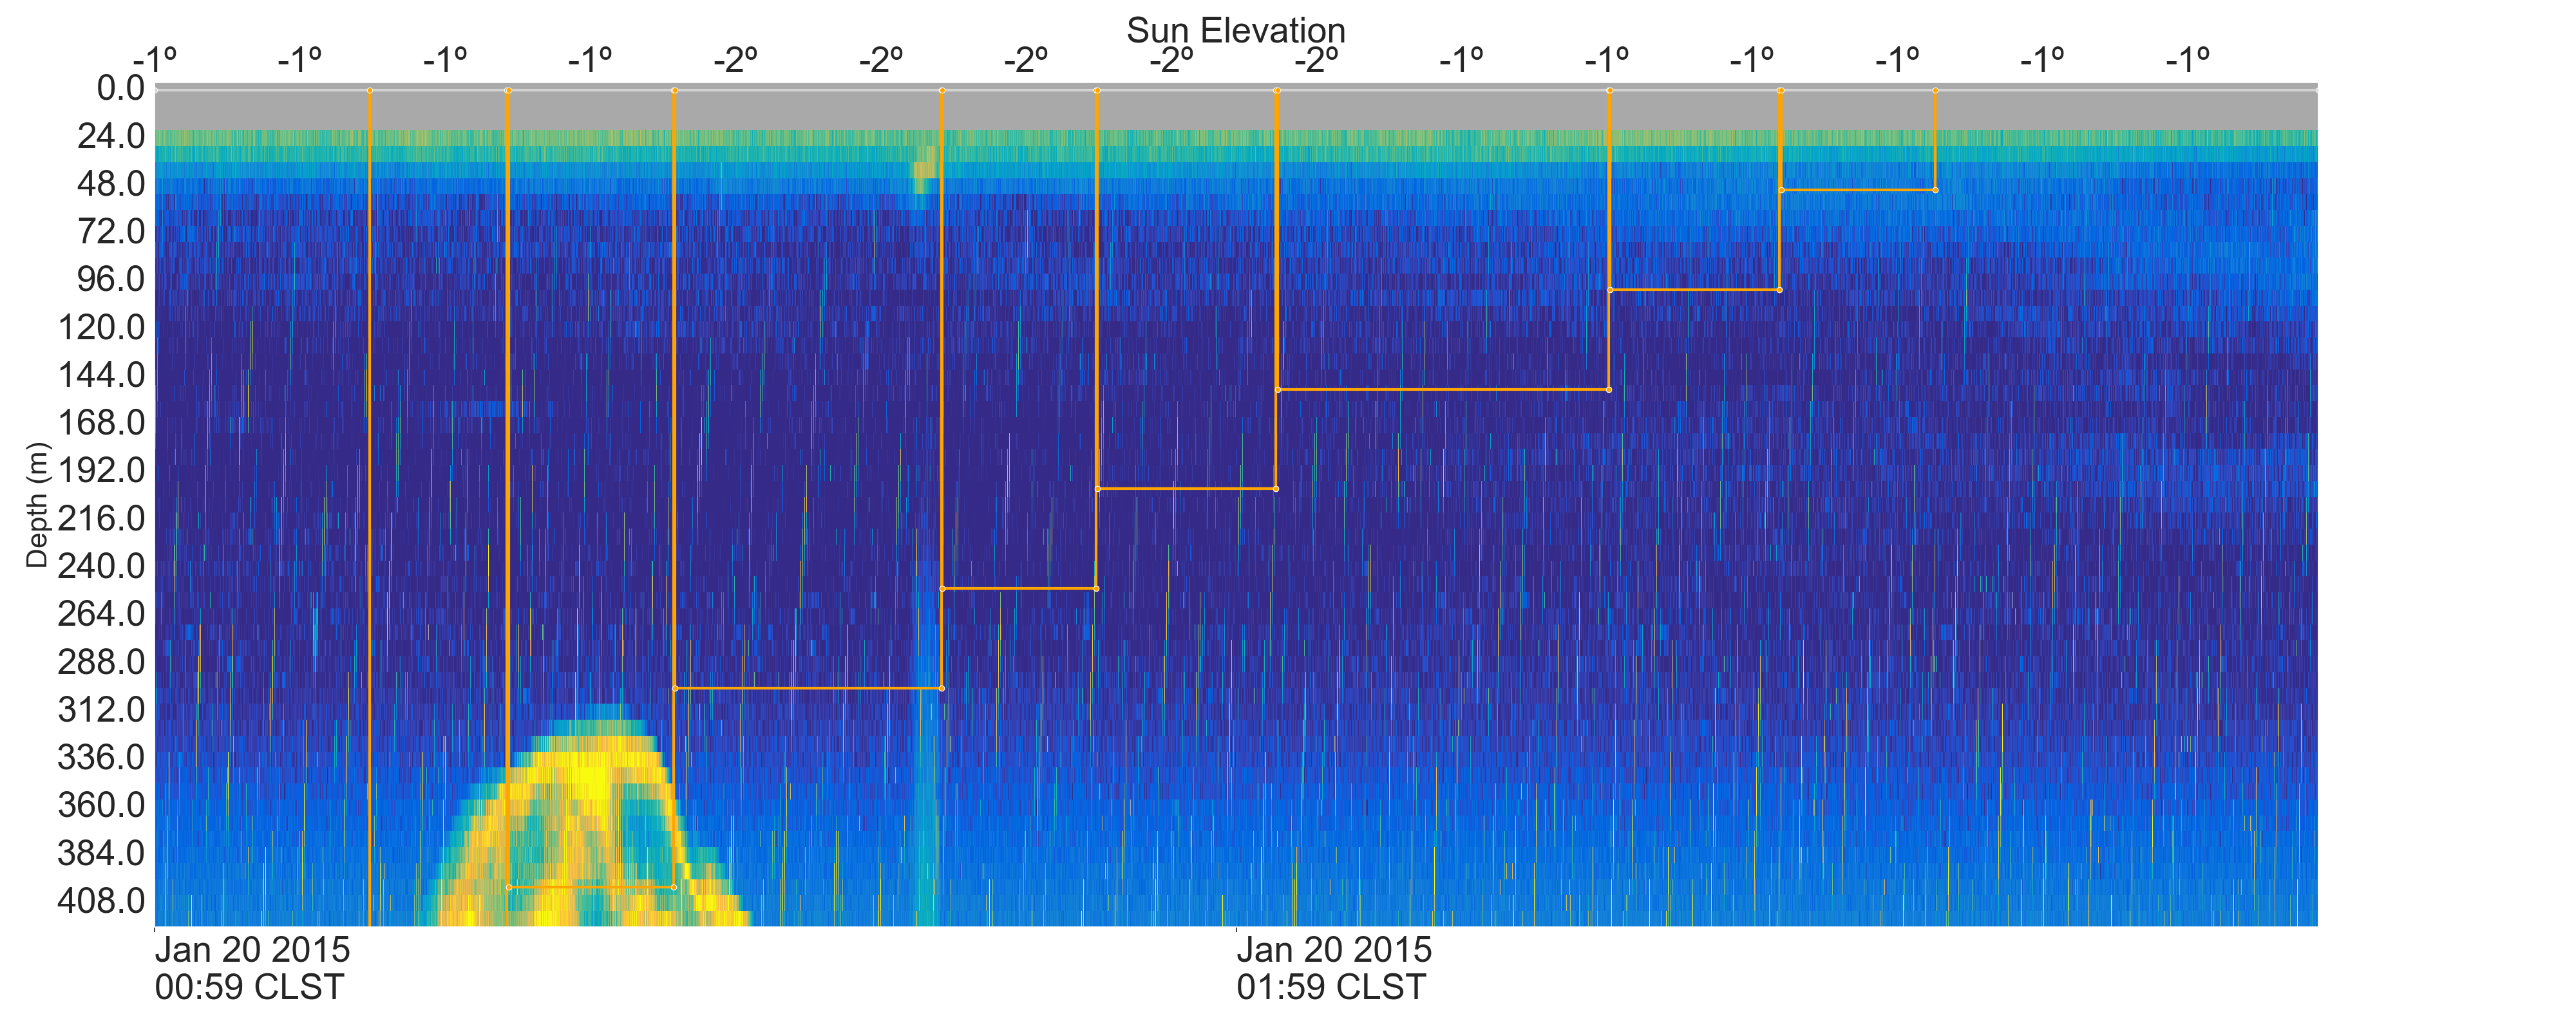 Sun Elevation
-1º -1º -1º -1º -2º -2º -2º -2º -2º -1º -1º -1º -1º -1º -1º
0.0
24.0
48.0
72.0
96.0
120.0
144.0
168.0
192.0
216.0
240.0
264.0
288.0
312.0
336.0
360.0
384.0
408.0
Depth (m)
Jan 20 2015
00:59 CLST
Jan 20 2015
01:59 CLST